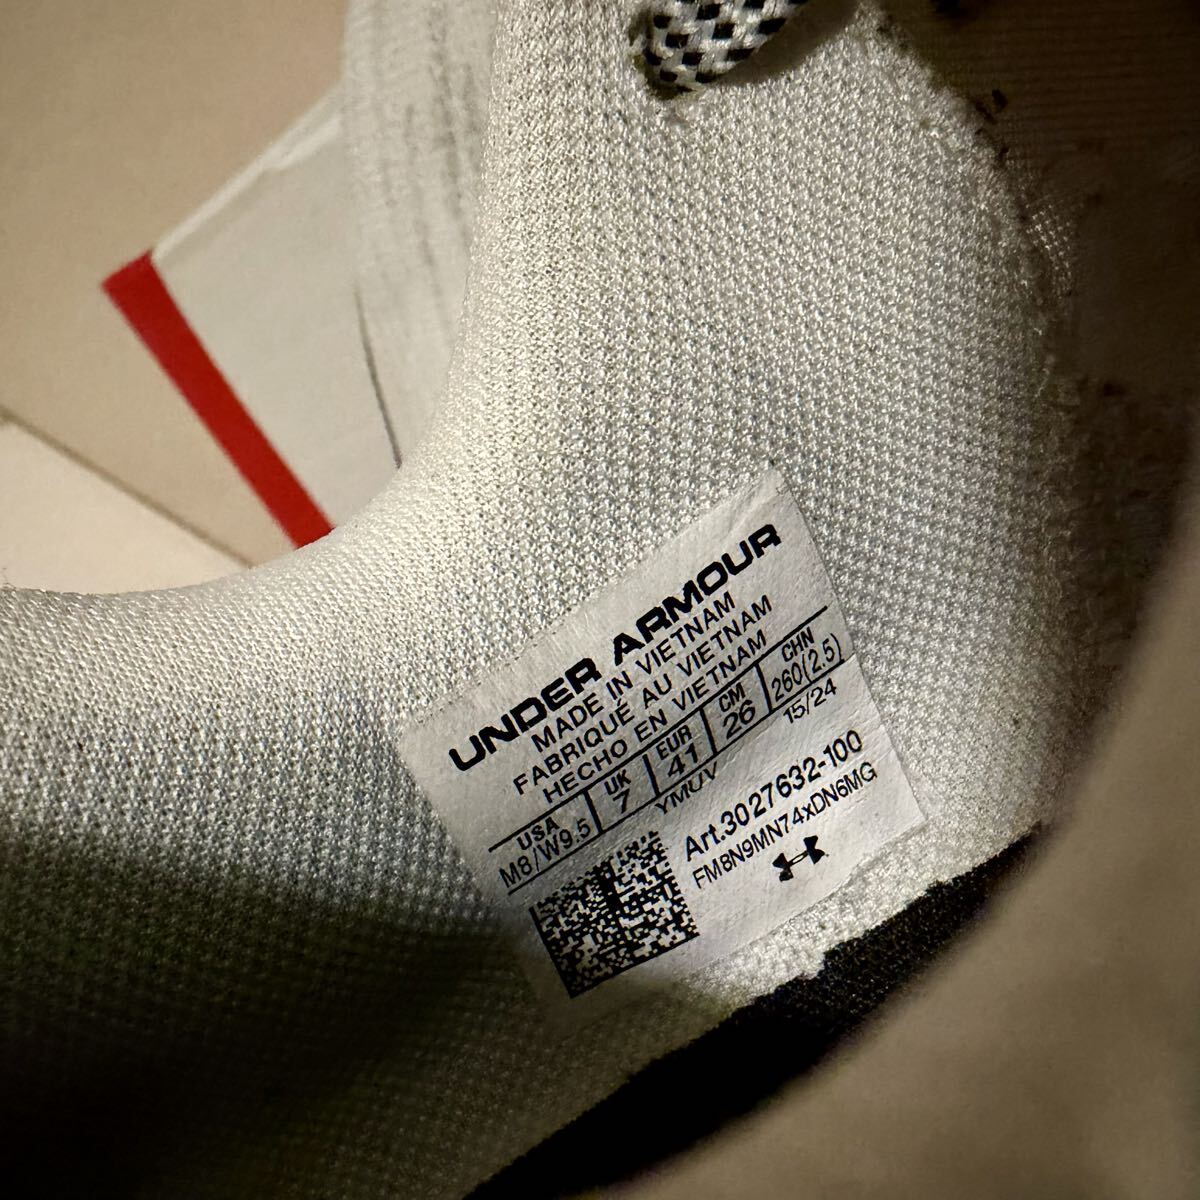 UNDER ARMOUR
MADE IN VIETNAM
FABRIQUÉ AU VIETNAM
HECHO EN VIETNAM
USA UK EUR CM CHN
M8/W9.5 7 41 26 260(2.5)
YMUV 15/24
Art.3027632-100
FM8N9MN74xDN6MG